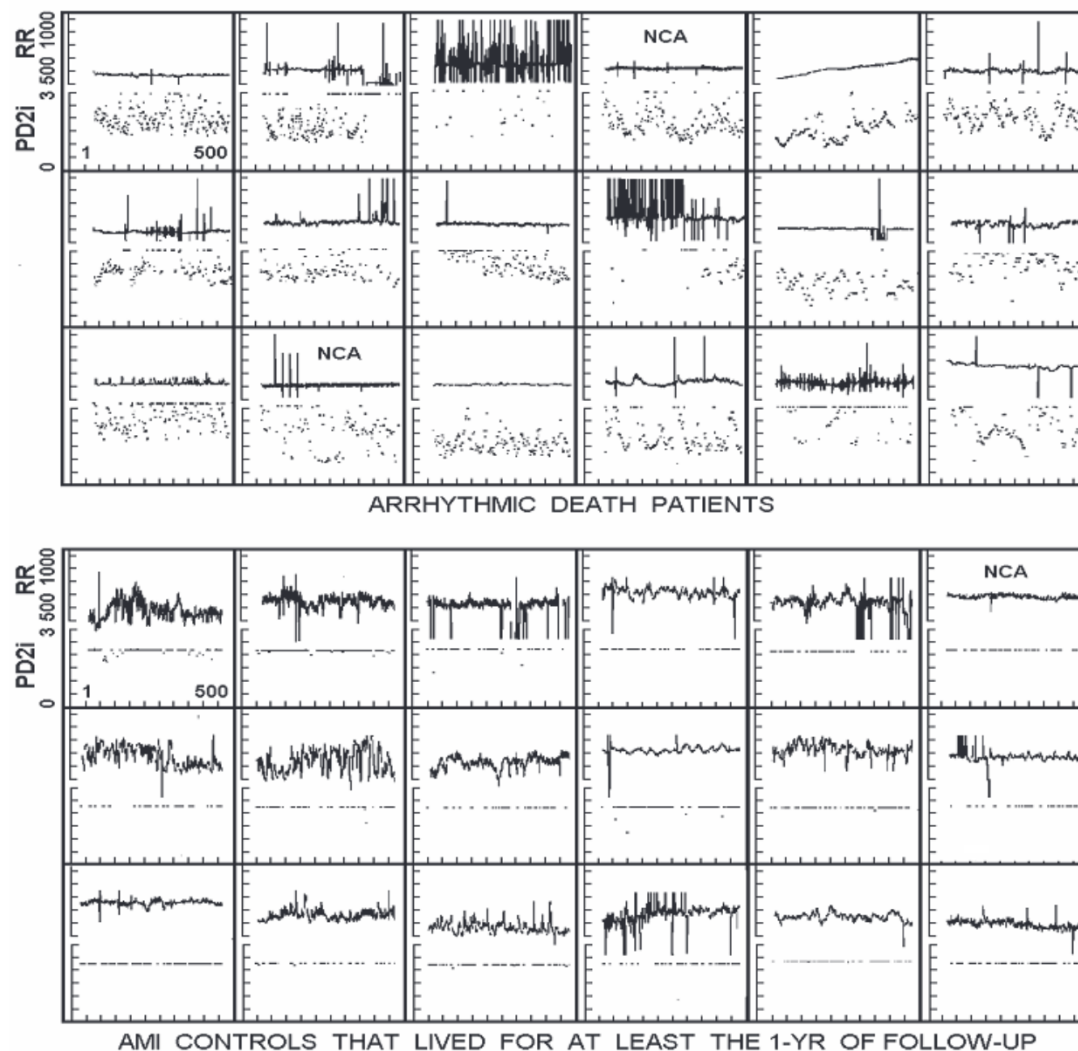 RR
500 1000
PD2i
0 3
1 500
NCA
NCA
ARRHYTHMIC DEATH PATIENTS
RR
500 1000
PD2i
0 3
1 500
NCA
AMI CONTROLS THAT LIVED FOR AT LEAST THE 1-YR OF FOLLOW-UP